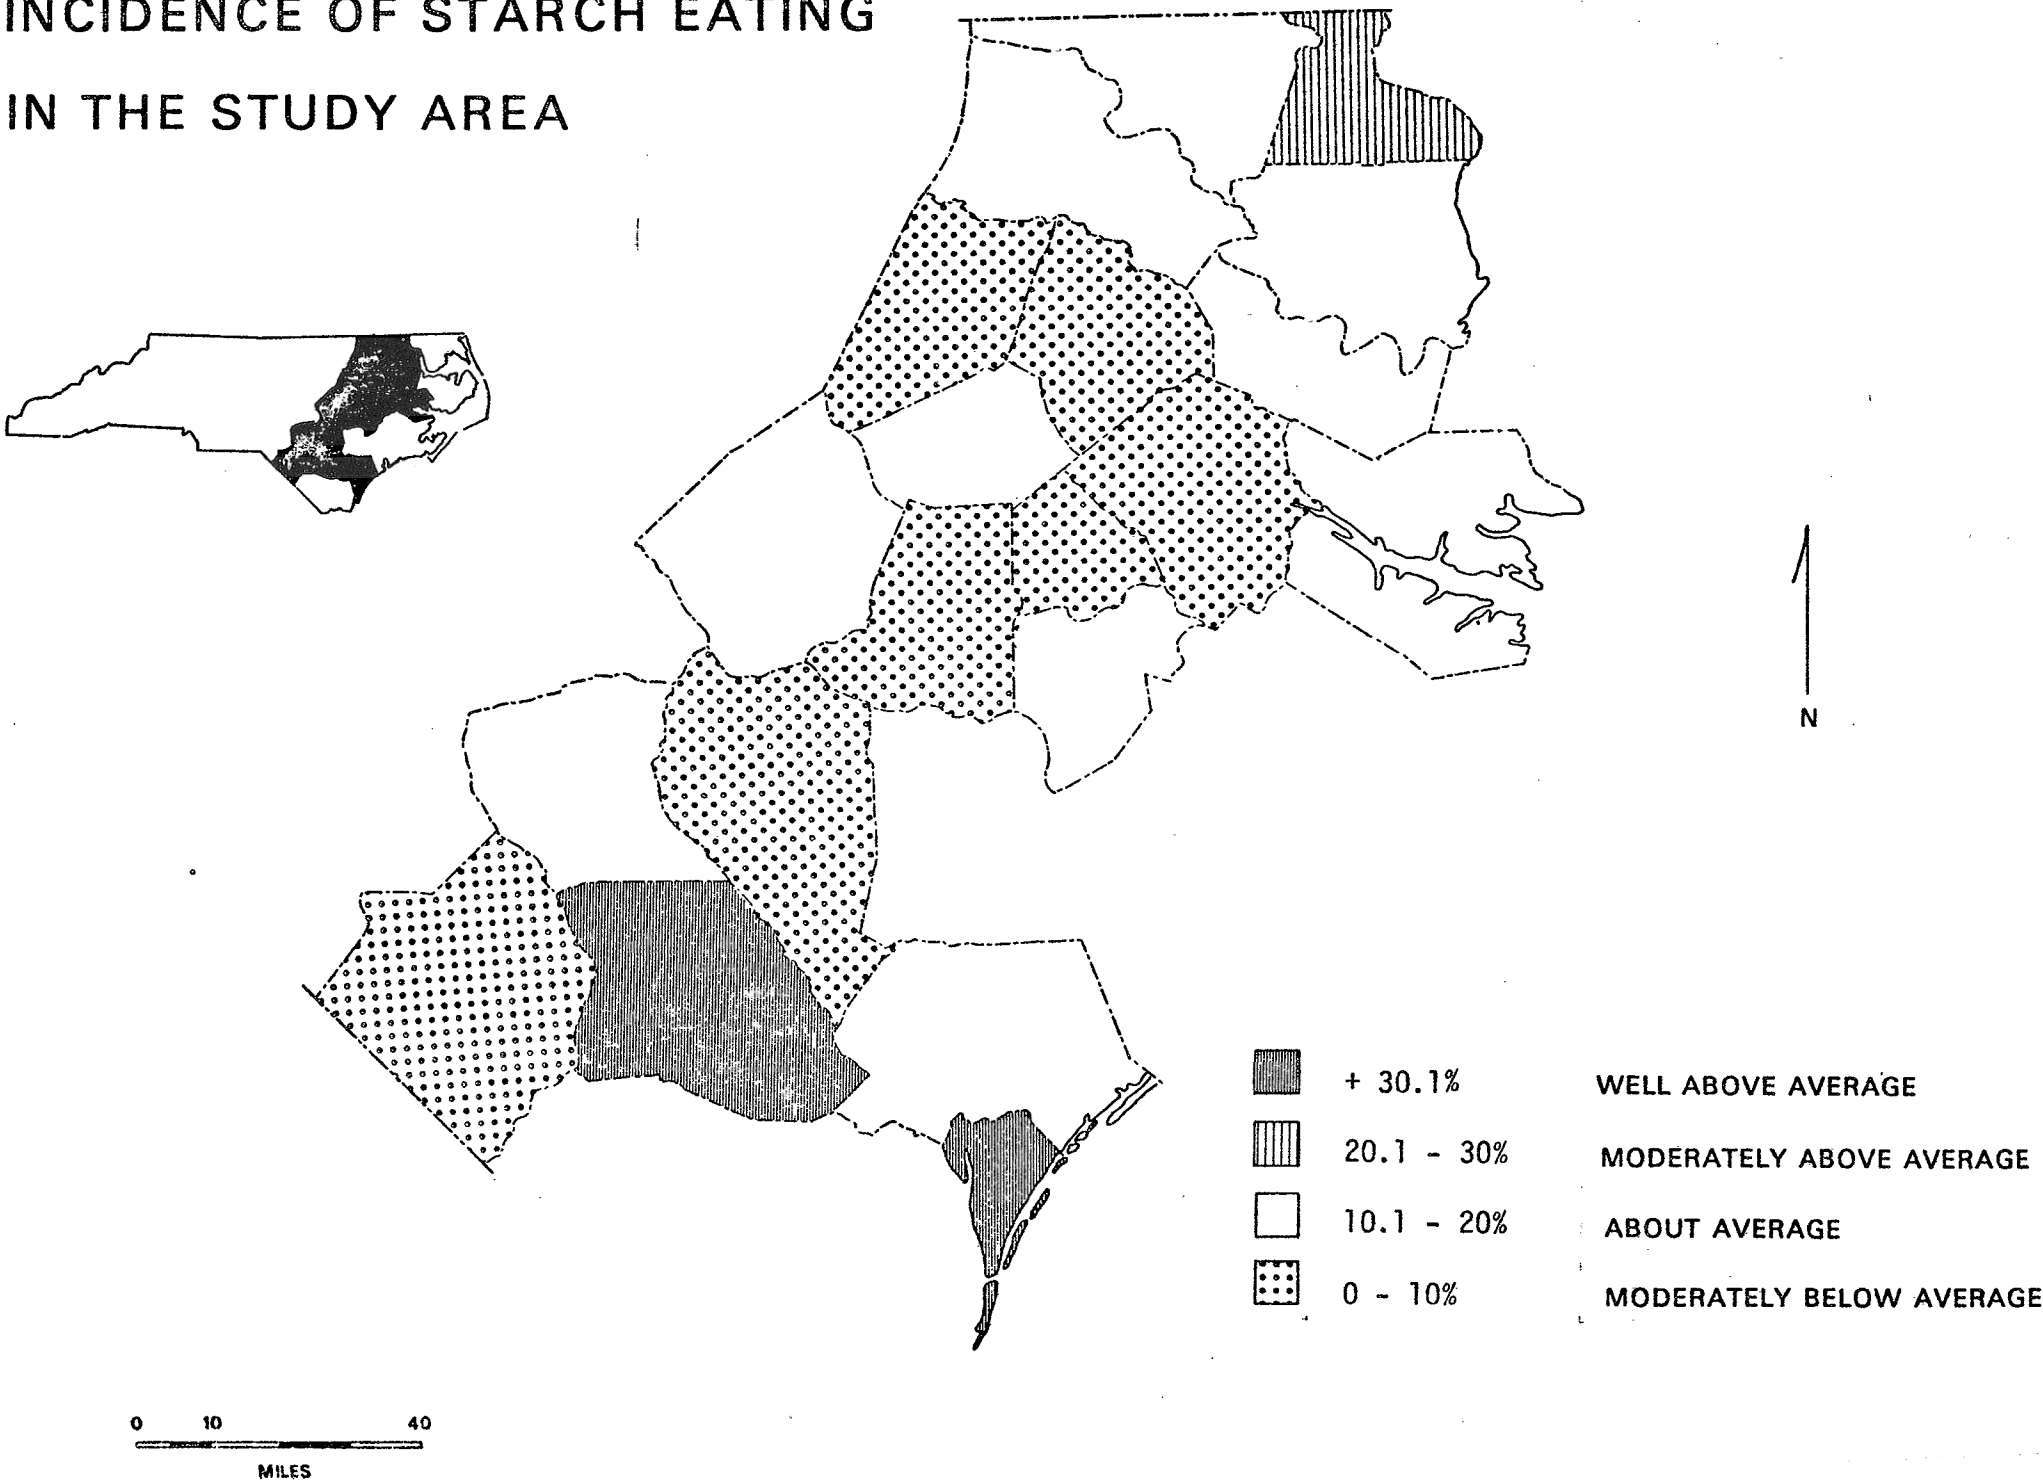 INCIDENCE OF STARCH EATING
IN THE STUDY AREA
N
+ 30.1% WELL ABOVE AVERAGE
20.1 - 30% MODERATELY ABOVE AVERAGE
10.1 - 20% ABOUT AVERAGE
0 - 10% MODERATELY BELOW AVERAGE
0 10 40
MILES